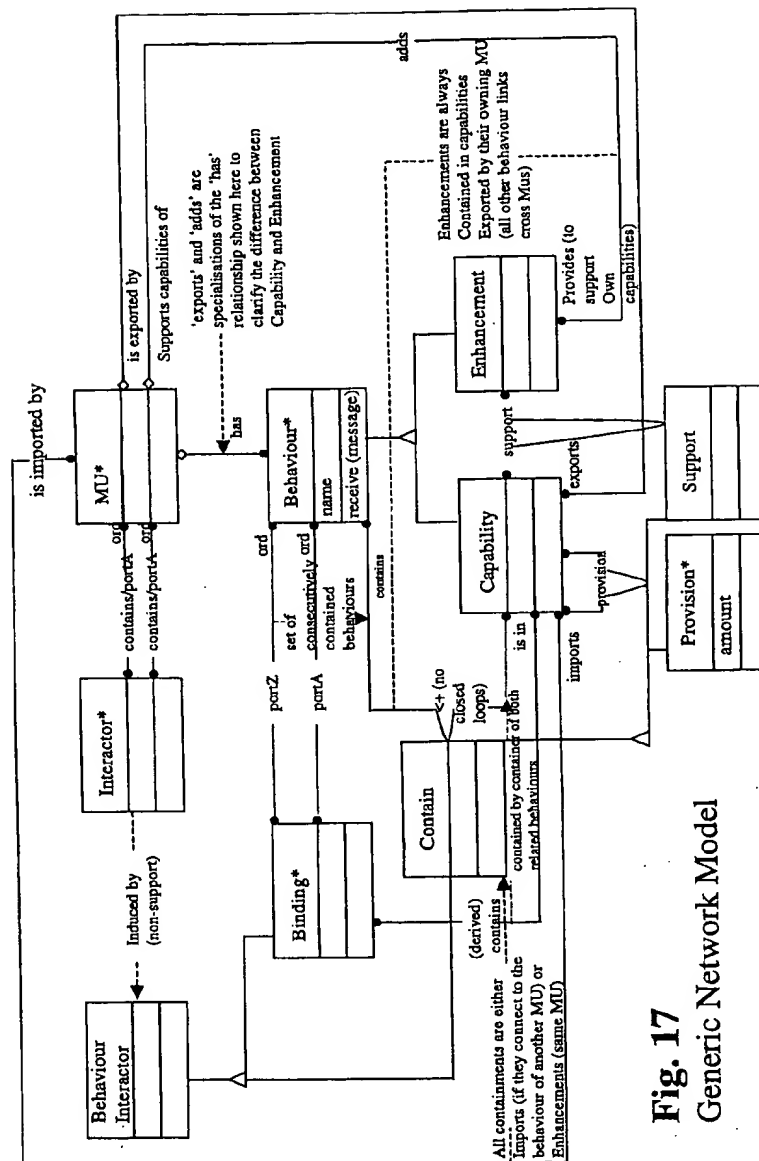 is imported by
MU*
is exported by
Supports capabilities of
adds
ord
ord
contains/portA
contains/portA
Interactor*
Induced by
(non-support)
Behaviour
Interactor
'exports' and 'adds' are
specialisations of the 'has'
relationship shown here to
clarify the difference between
Capability and Enhancement
has
Behaviour*
name
receive (message)
ord
ord
portZ
portA
set of
consecutively
contained
behaviours
Binding*
contains
Enhancements are always
Contained in capabilities
Exported by their owning MU
(all other behaviour links
cross Mus)
Enhancement
Provides (to
support
Own
capabilities)
Capability
support
exports
is in
imports
provision
<+ (no
closed
loops)
Contain
contained by container of both
related behaviours
(derived)
contains
All containments are either
Imports (if they connect to the
behaviour of another MU) or
Enhancements (same MU)
Support
Provision*
amount
Fig. 17
Generic Network Model